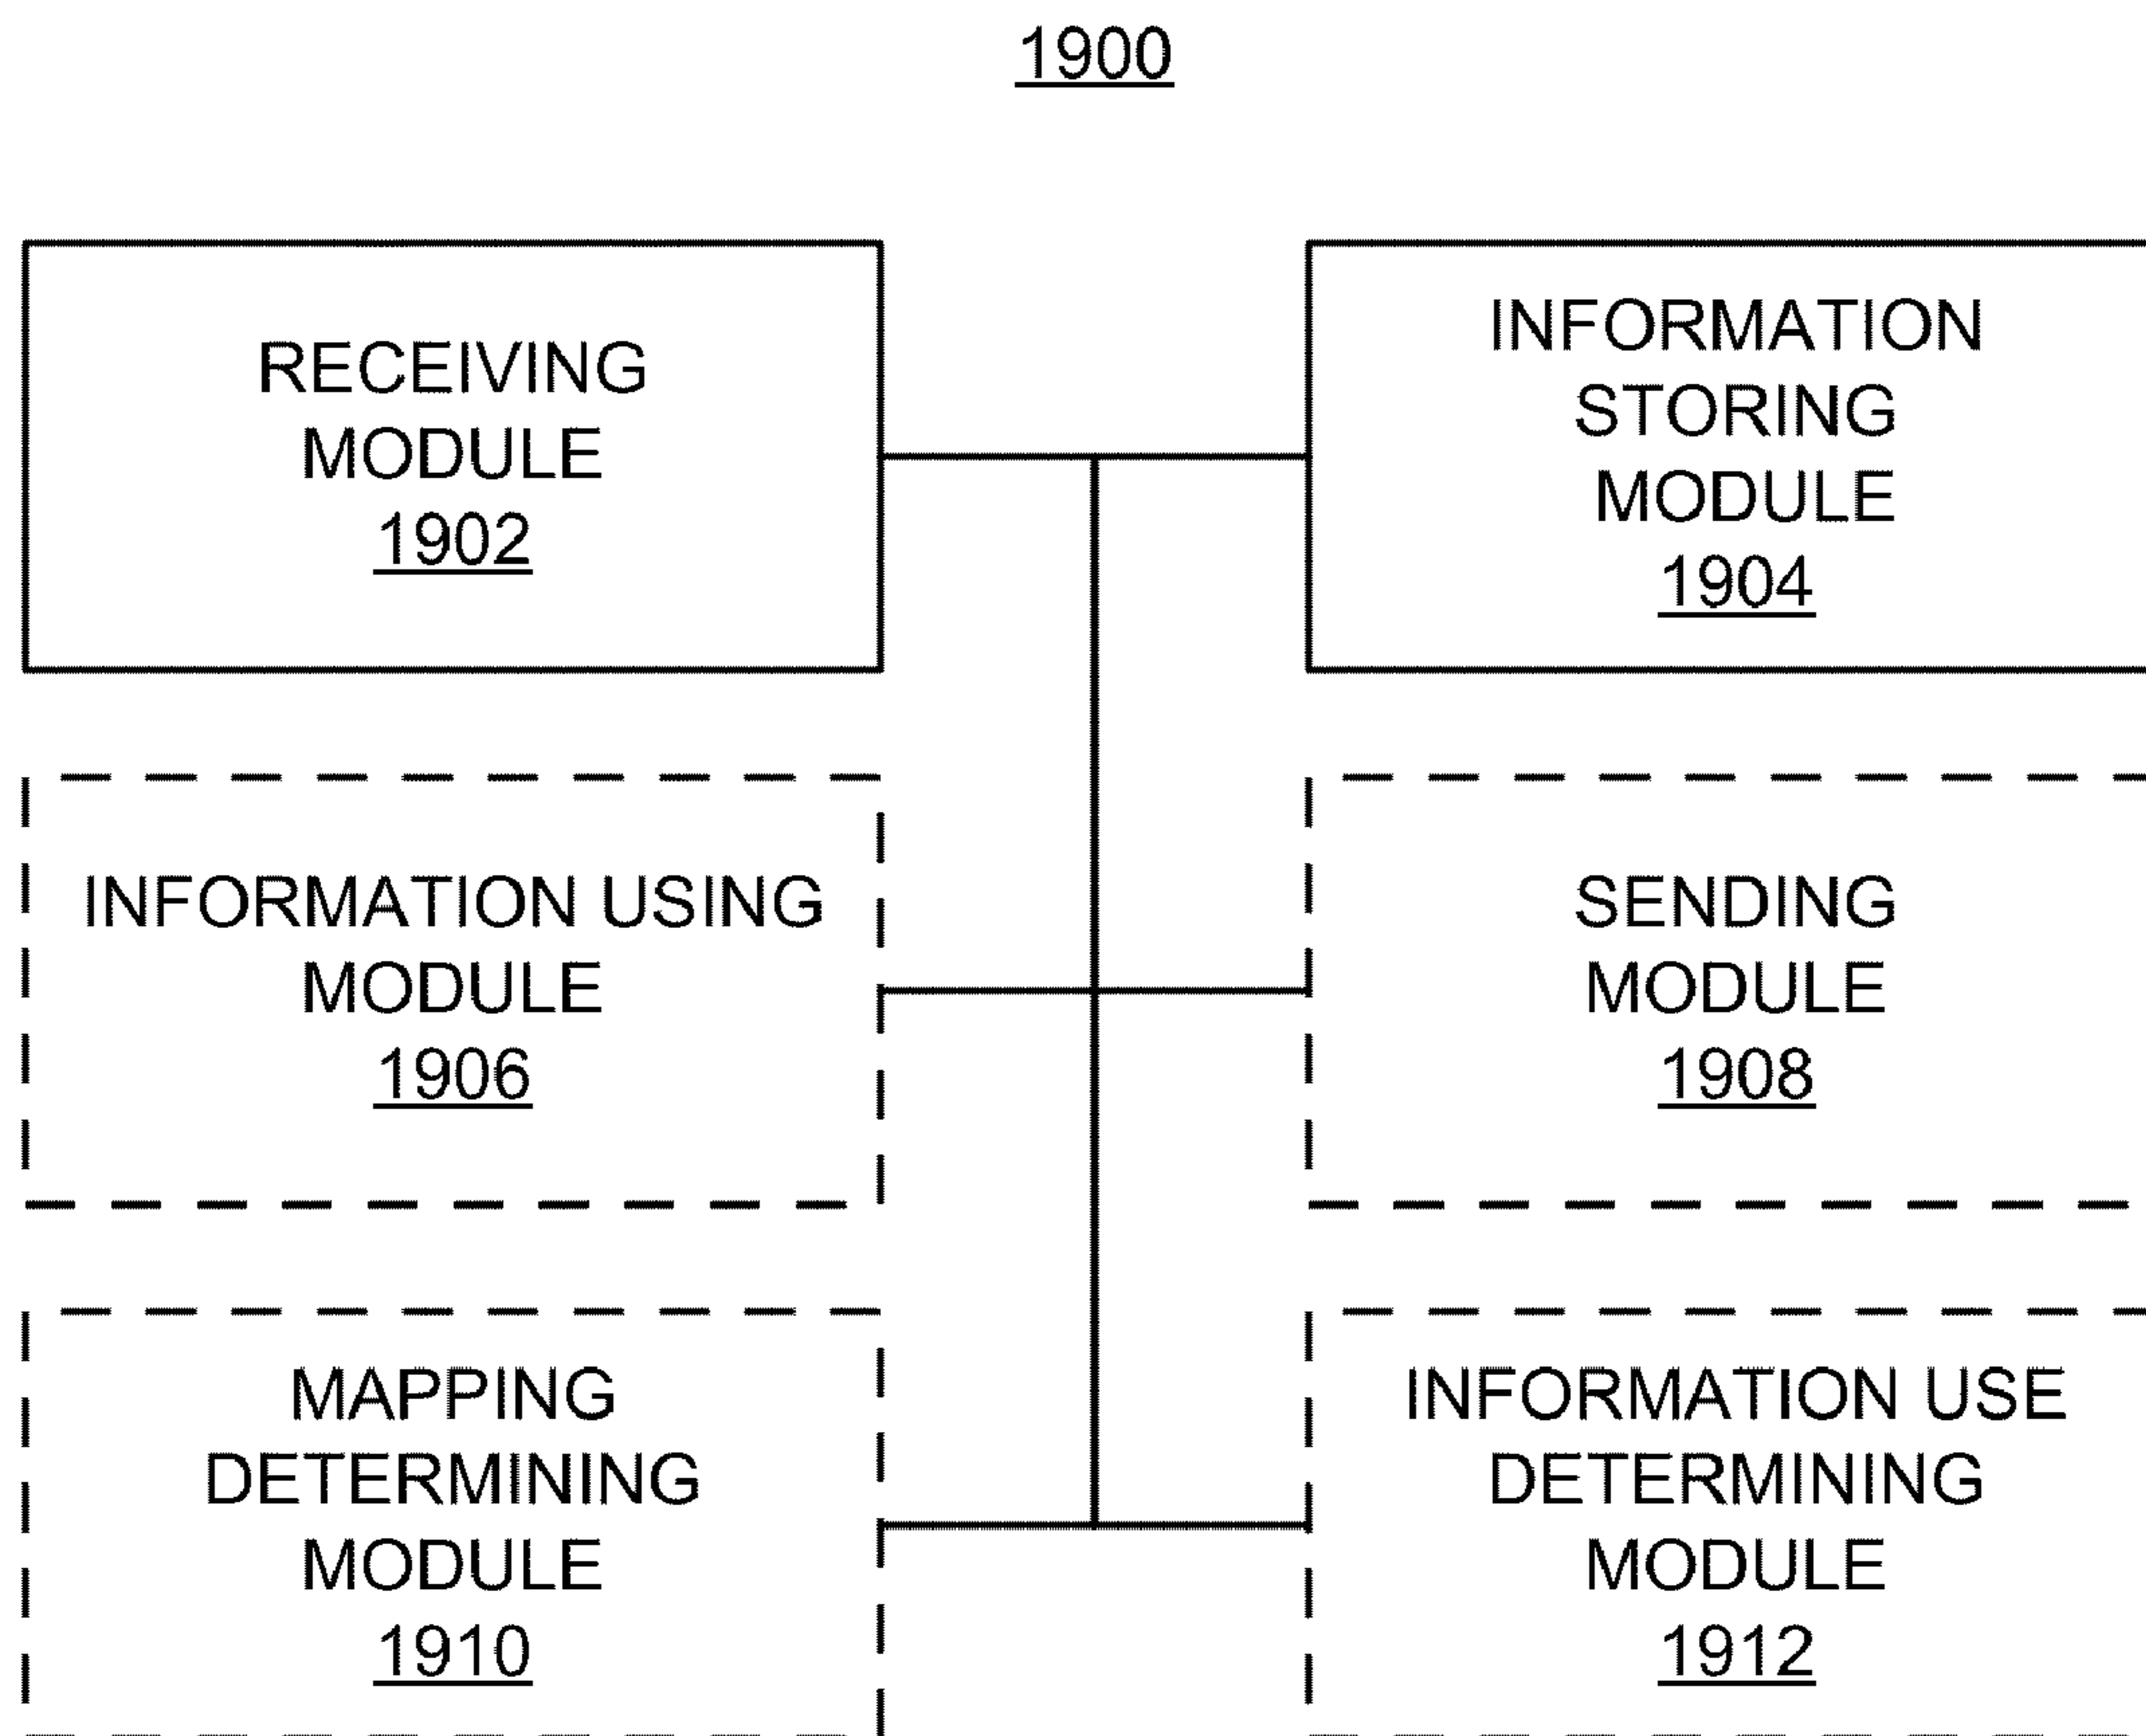 1900
RECEIVING
MODULE
1902
INFORMATION
STORING
MODULE
1904
INFORMATION USING
MODULE
1906
SENDING
MODULE
1908
MAPPING
DETERMINING
MODULE
1910
INFORMATION USE
DETERMINING
MODULE
1912